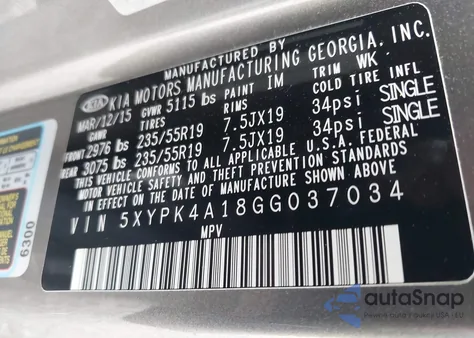 MANUFACTURED BY
KIA KIA MOTORS MANUFACTURING GEORGIA, INC.
MAR/12/15 GVWR 5115 lbs PAINT IM TRIM WK
GAWR TIRES RIMS COLD TIRE INFL
FRONT 2976 lbs 235/55R19 7.5JX19 34psi SINGLE
REAR 3075 lbs 235/55R19 7.5JX19 34psi SINGLE
THIS VEHICLE CONFORMS TO ALL APPLICABLE U.S.A. FEDERAL
MOTOR VEHICLE SAFETY AND THEFT PREVENTION STANDARDS
IN EFFECT ON THE DATE OF MANUFACTURE SHOWN ABOVE
VIN 5XYPK4A18GG037034
MPV
6300
autaSnap